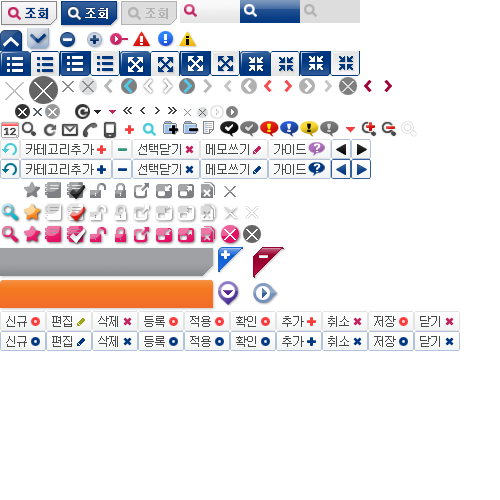 조회 조회 조회
12
카테고리추가 선택닫기 메모쓰기 가이드
카테고리추가 선택닫기 메모쓰기 가이드
신규 편집 삭제 등록 적용 확인 추가 취소 저장 닫기
신규 편집 삭제 등록 적용 확인 추가 취소 저장 닫기